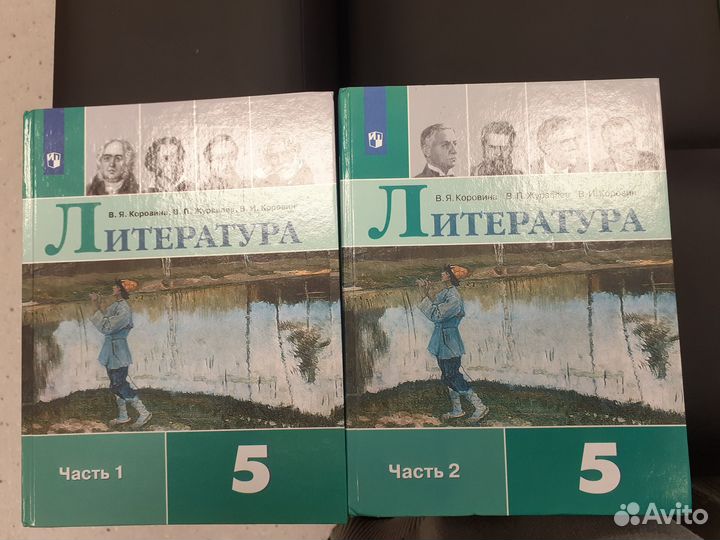 В. Я. Коровина, В. П. Журавлев, В. И. Коровин
ЛИТЕРАТУРА
Часть 1
5
В. Я. Коровина, В. П. Журавлев, В. И. Коровин
ЛИТЕРАТУРА
Часть 2
5
Avito